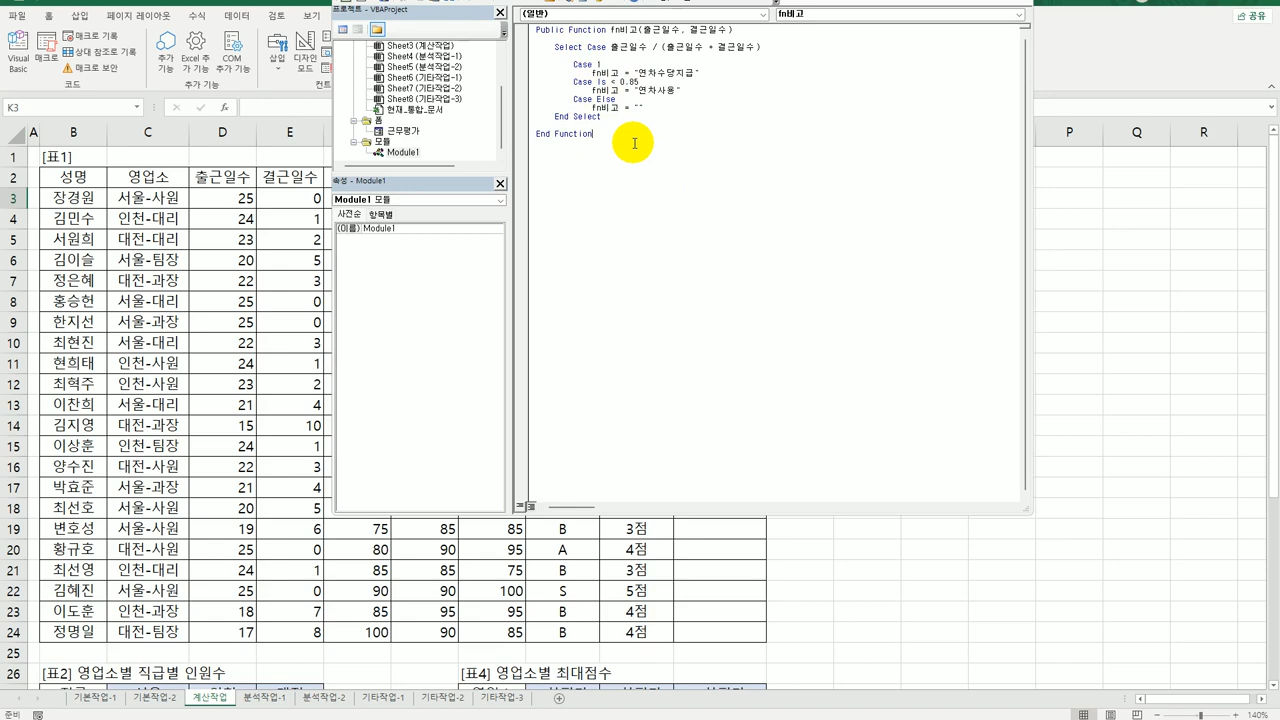 파일
홈
삽입
페이지 레이아웃
수식
데이터
프로젝트 - VBAProject
(일반)
fn비고
공유
Visual Basic
매크로
매크로 기록
상대 참조로 기록
매크로 보안
코드
추가 기능
Excel 추가 기능
COM 추가 기능
추가 기능
삽입
디자인 모드
컨트
Sheet3 (계산작업)
Sheet4 (분석작업-1)
Sheet5 (분석작업-2)
Sheet6 (기타작업-1)
Sheet7 (기타작업-2)
Sheet8 (기타작업-3)
현재_통합_문서
폼
근무평가
모듈
Module1
속성 - Module1
Module1 모듈
사전순 항목별
(이름) Module1
Public Function fn비고(출근일수, 결근일수)
Select Case 출근일수 / (출근일수 + 결근일수)
Case 1
fn비고 = "연차수당지급"
Case Is < 0.85
fn비고 = "연차사용"
Case Else
fn비고 = ""
End Select
End Function
K3
A B C D E P Q R
1 [표1]
2 성명 영업소 출근일수 결근일수
3 장경원 서울-사원 25 0
4 김민수 인천-대리 24 1
5 서원희 대전-대리 23 2
6 김이슬 서울-팀장 20 5
7 정은혜 대전-과장 22 3
8 홍승헌 서울-대리 25 0
9 한지선 서울-과장 25 0
10 최현진 서울-대리 22 3
11 현희태 인천-사원 24 1
12 최혁주 인천-사원 23 2
13 이찬희 서울-대리 21 4
14 김지영 대전-과장 15 10
15 이상훈 인천-팀장 24 1
16 양수진 대전-사원 22 3
17 박효준 서울-과장 21 4
18 최선호 서울-사원 20 5
19 변호성 서울-사원 19 6 75 85 85 B 3점
20 황규호 대전-사원 25 0 80 90 95 A 4점
21 최선영 인천-대리 24 1 85 85 75 B 3점
22 김혜진 서울-사원 25 0 90 90 100 S 5점
23 이도훈 인천-과장 18 7 85 95 95 B 4점
24 정명일 대전-팀장 17 8 100 90 85 B 4점
25
26 [표2] 영업소별 직급별 인원수 [표4] 영업소별 최대점수
기본작업-1 기본작업-2 계산작업 분석작업-1 분석작업-2 기타작업-1 기타작업-2 기타작업-3
준비
140%